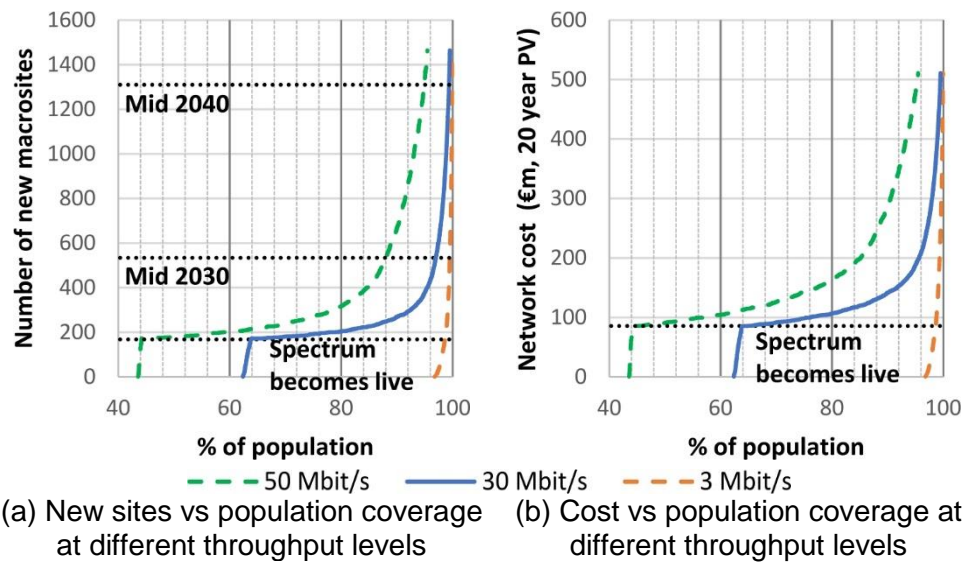 Number of new macrosites
1600
1400
1200
1000
800
600
400
200
0
Mid 2040
Mid 2030
Spectrum
becomes live
40 60 80 100
% of population
Network cost (€m, 20 year PV)
600
500
400
300
200
100
0
Spectrum
becomes live
40 60 80 100
% of population
50 Mbit/s 30 Mbit/s 3 Mbit/s
(a) New sites vs population coverage
at different throughput levels
(b) Cost vs population coverage at
different throughput levels